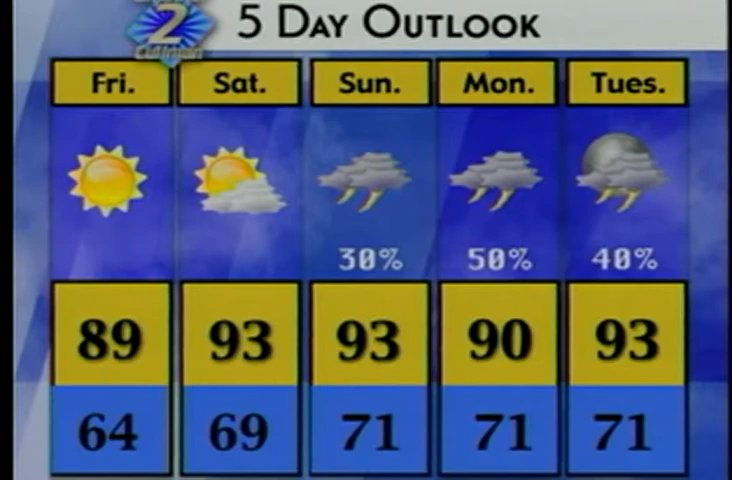 2
5 DAY OUTLOOK
Fri. Sat. Sun. Mon. Tues.
30% 50% 40%
89 93 93 90 93
64 69 71 71 71